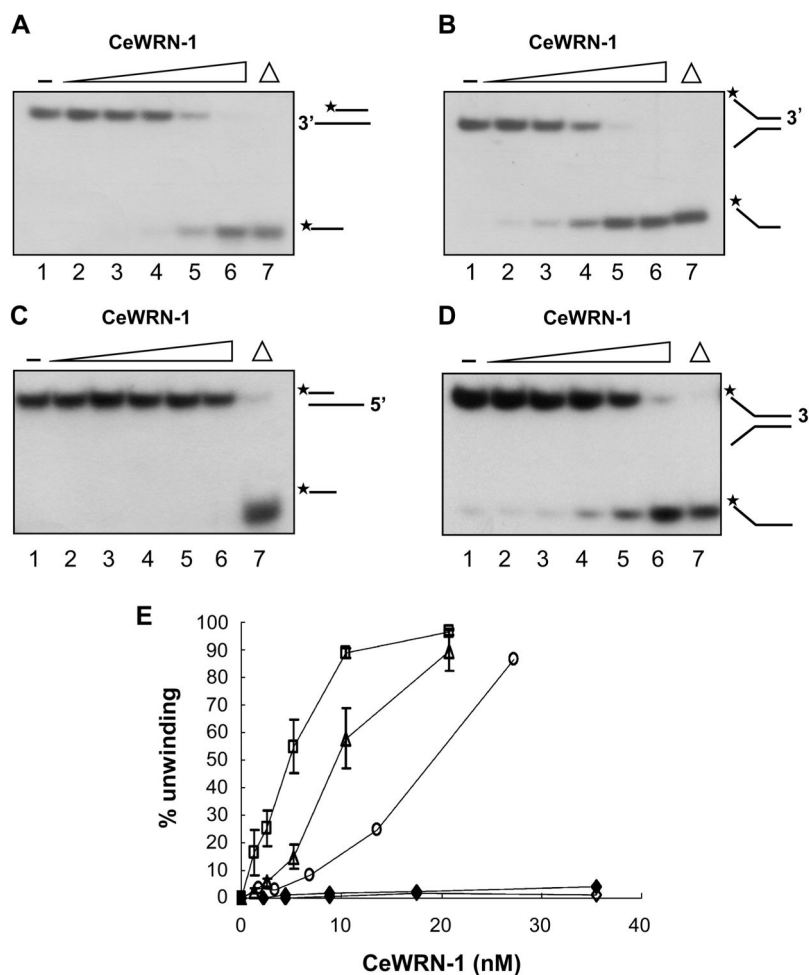 A
CeWRN-1
3'
1 2 3 4 5 6 7
B
CeWRN-1
3'
1 2 3 4 5 6 7
C
CeWRN-1
5'
1 2 3 4 5 6 7
D
CeWRN-1
3
1 2 3 4 5 6 7
E
% unwinding
100
90
80
70
60
50
40
30
20
10
0
0 10 20 30 40
CeWRN-1 (nM)